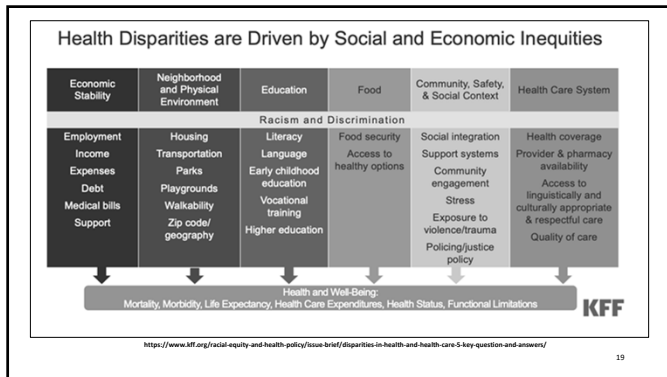 Health Disparities are Driven by Social and Economic Inequities
Economic
Stability
Neighborhood
and Physical
Environment
Education
Food
Community, Safety,
& Social Context
Health Care System
Racism and Discrimination
Employment
Income
Expenses
Debt
Medical bills
Support
Housing
Transportation
Parks
Playgrounds
Walkability
Zip code/
geography
Literacy
Language
Early childhood
education
Vocational
training
Higher education
Food security
Access to
healthy options
Social integration
Support systems
Community
engagement
Stress
Exposure to
violence/trauma
Policing/justice
policy
Health coverage
Provider & pharmacy
availability
Access to
linguistically and
culturally appropriate
& respectful care
Quality of care
Health and Well-Being:
Mortality, Morbidity, Life Expectancy, Health Care Expenditures, Health Status, Functional Limitations
KFF
https://www.kff.org/racial-equity-and-health-policy/issue-brief/disparities-in-health-and-health-care-5-key-question-and-answers/
19